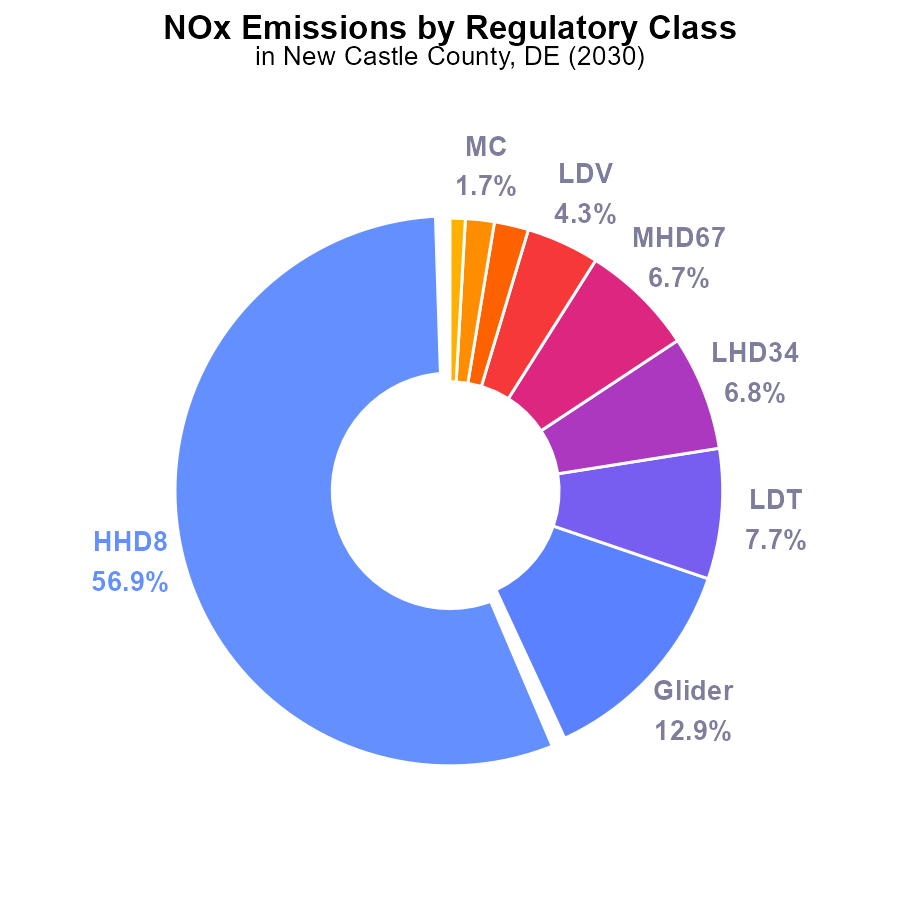 NOx Emissions by Regulatory Class
in New Castle County, DE (2030)
MC
1.7%
LDV
4.3%
MHD67
6.7%
LHD34
6.8%
LDT
7.7%
HHD8
56.9%
Glider
12.9%